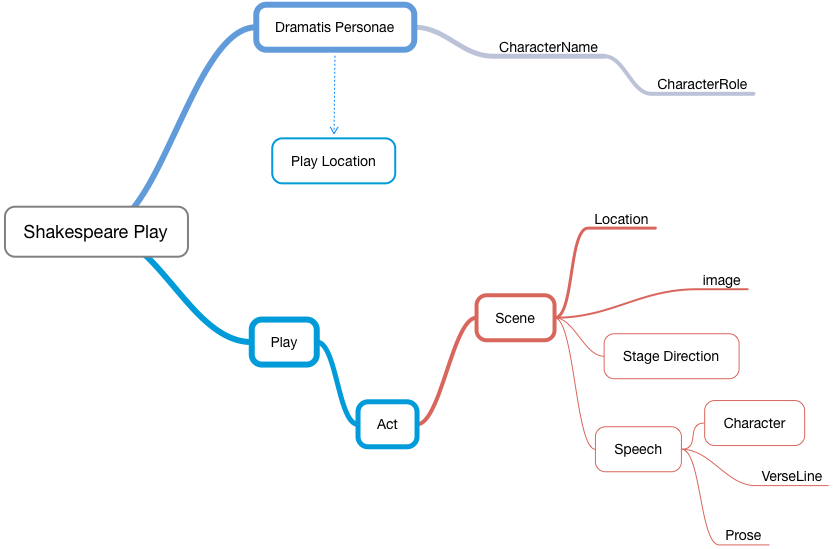 Dramatis Personae
CharacterName
CharacterRole
Play Location
Shakespeare Play
Location
image
Scene
Play
Stage Direction
Act
Character
Speech
VerseLine
Prose